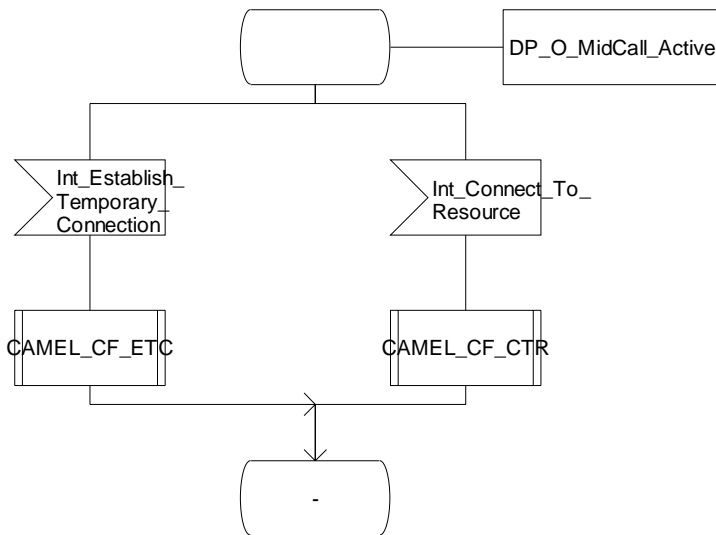 DP_O_MidCall_Active
Int_Establish_
Temporary_
Connection
Int_Connect_To_
Resource
CAMEL_CF_ETC
CAMEL_CF_CTR
-